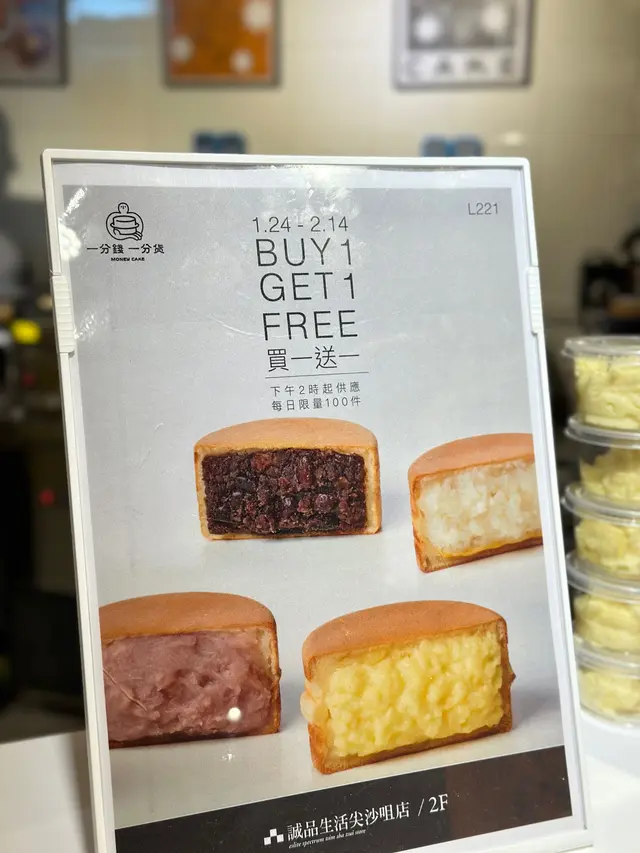 一分錢 一分貨
MONEY CAKE
L221
1.24 - 2.14
BUY 1
GET 1
FREE
買一送一
下午2時起供應
每日限量100件
誠品生活尖沙咀店 / 2F
eslite spectrum tsim sha tsui store
CAKE